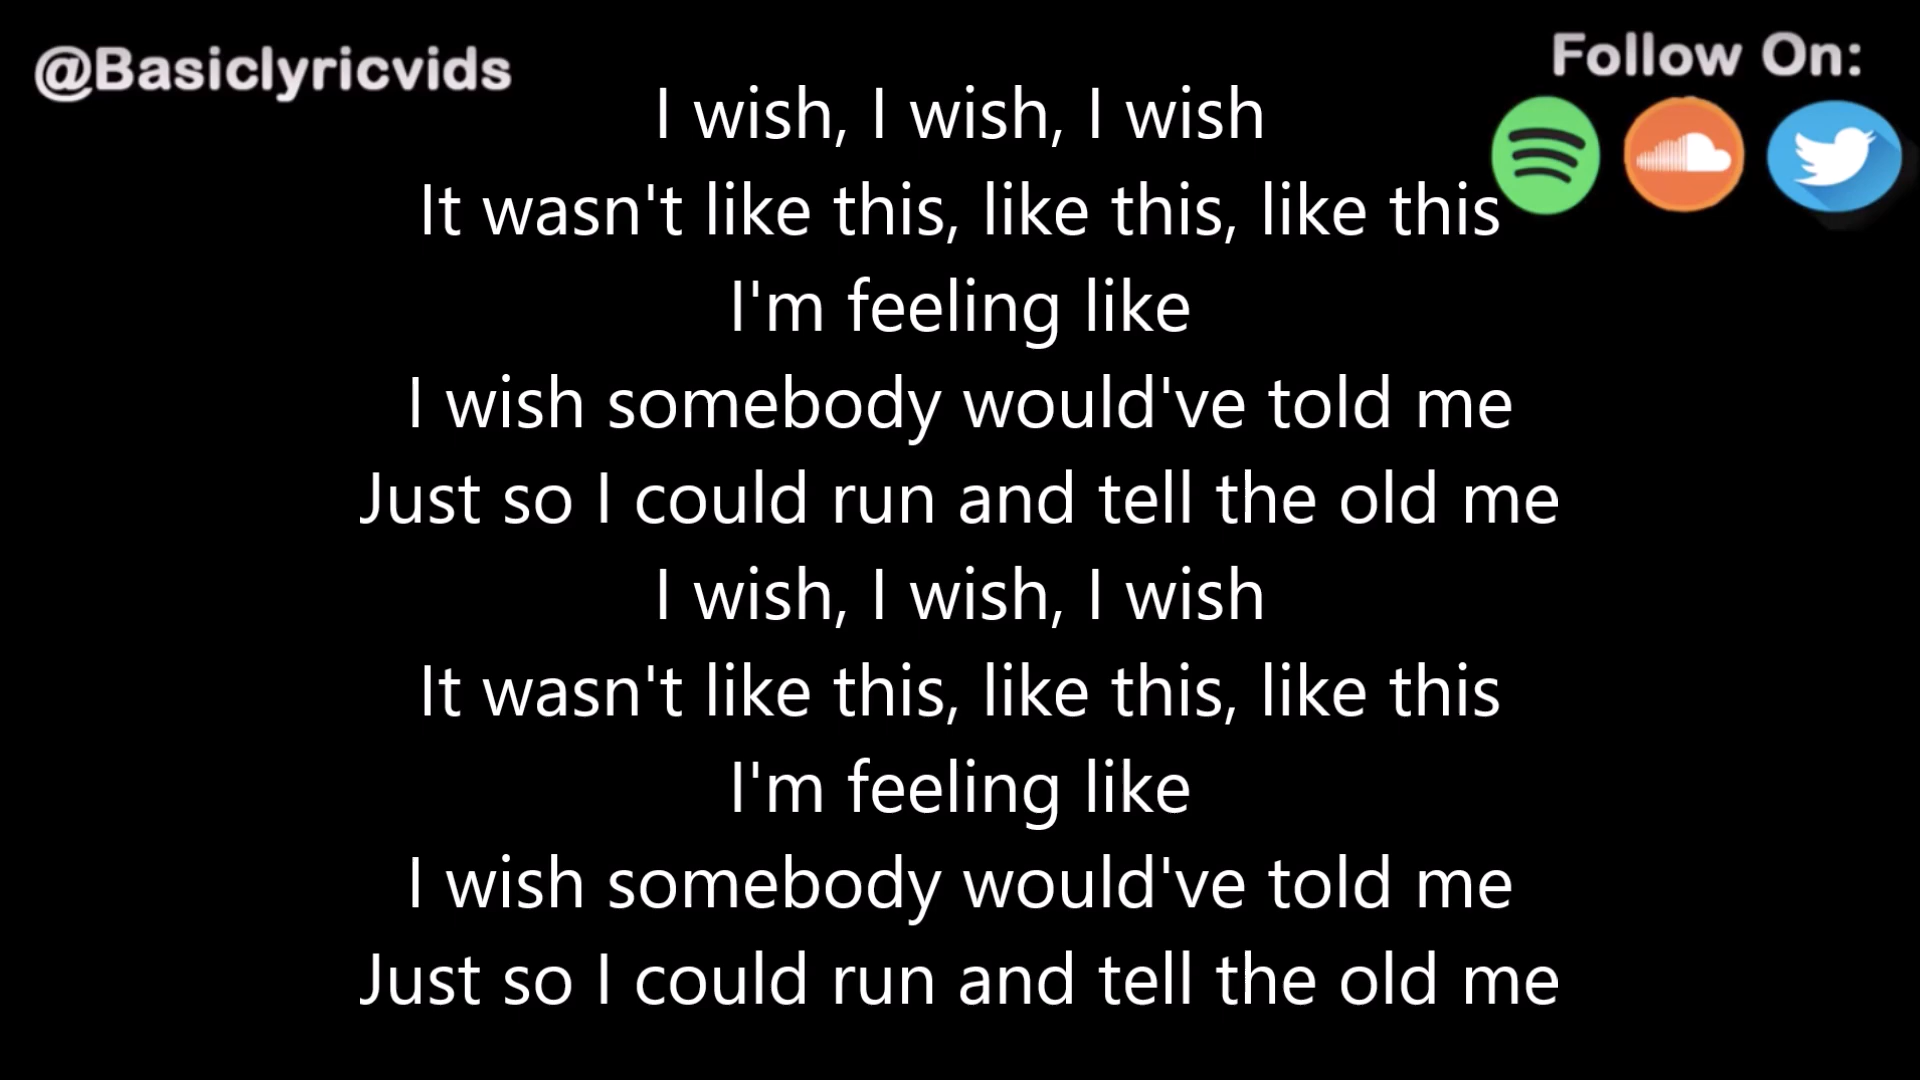 @Basiclyricvids
Follow On:
I wish, I wish, I wish
It wasn't like this, like this, like this
I'm feeling like
I wish somebody would've told me
Just so I could run and tell the old me
I wish, I wish, I wish
It wasn't like this, like this, like this
I'm feeling like
I wish somebody would've told me
Just so I could run and tell the old me